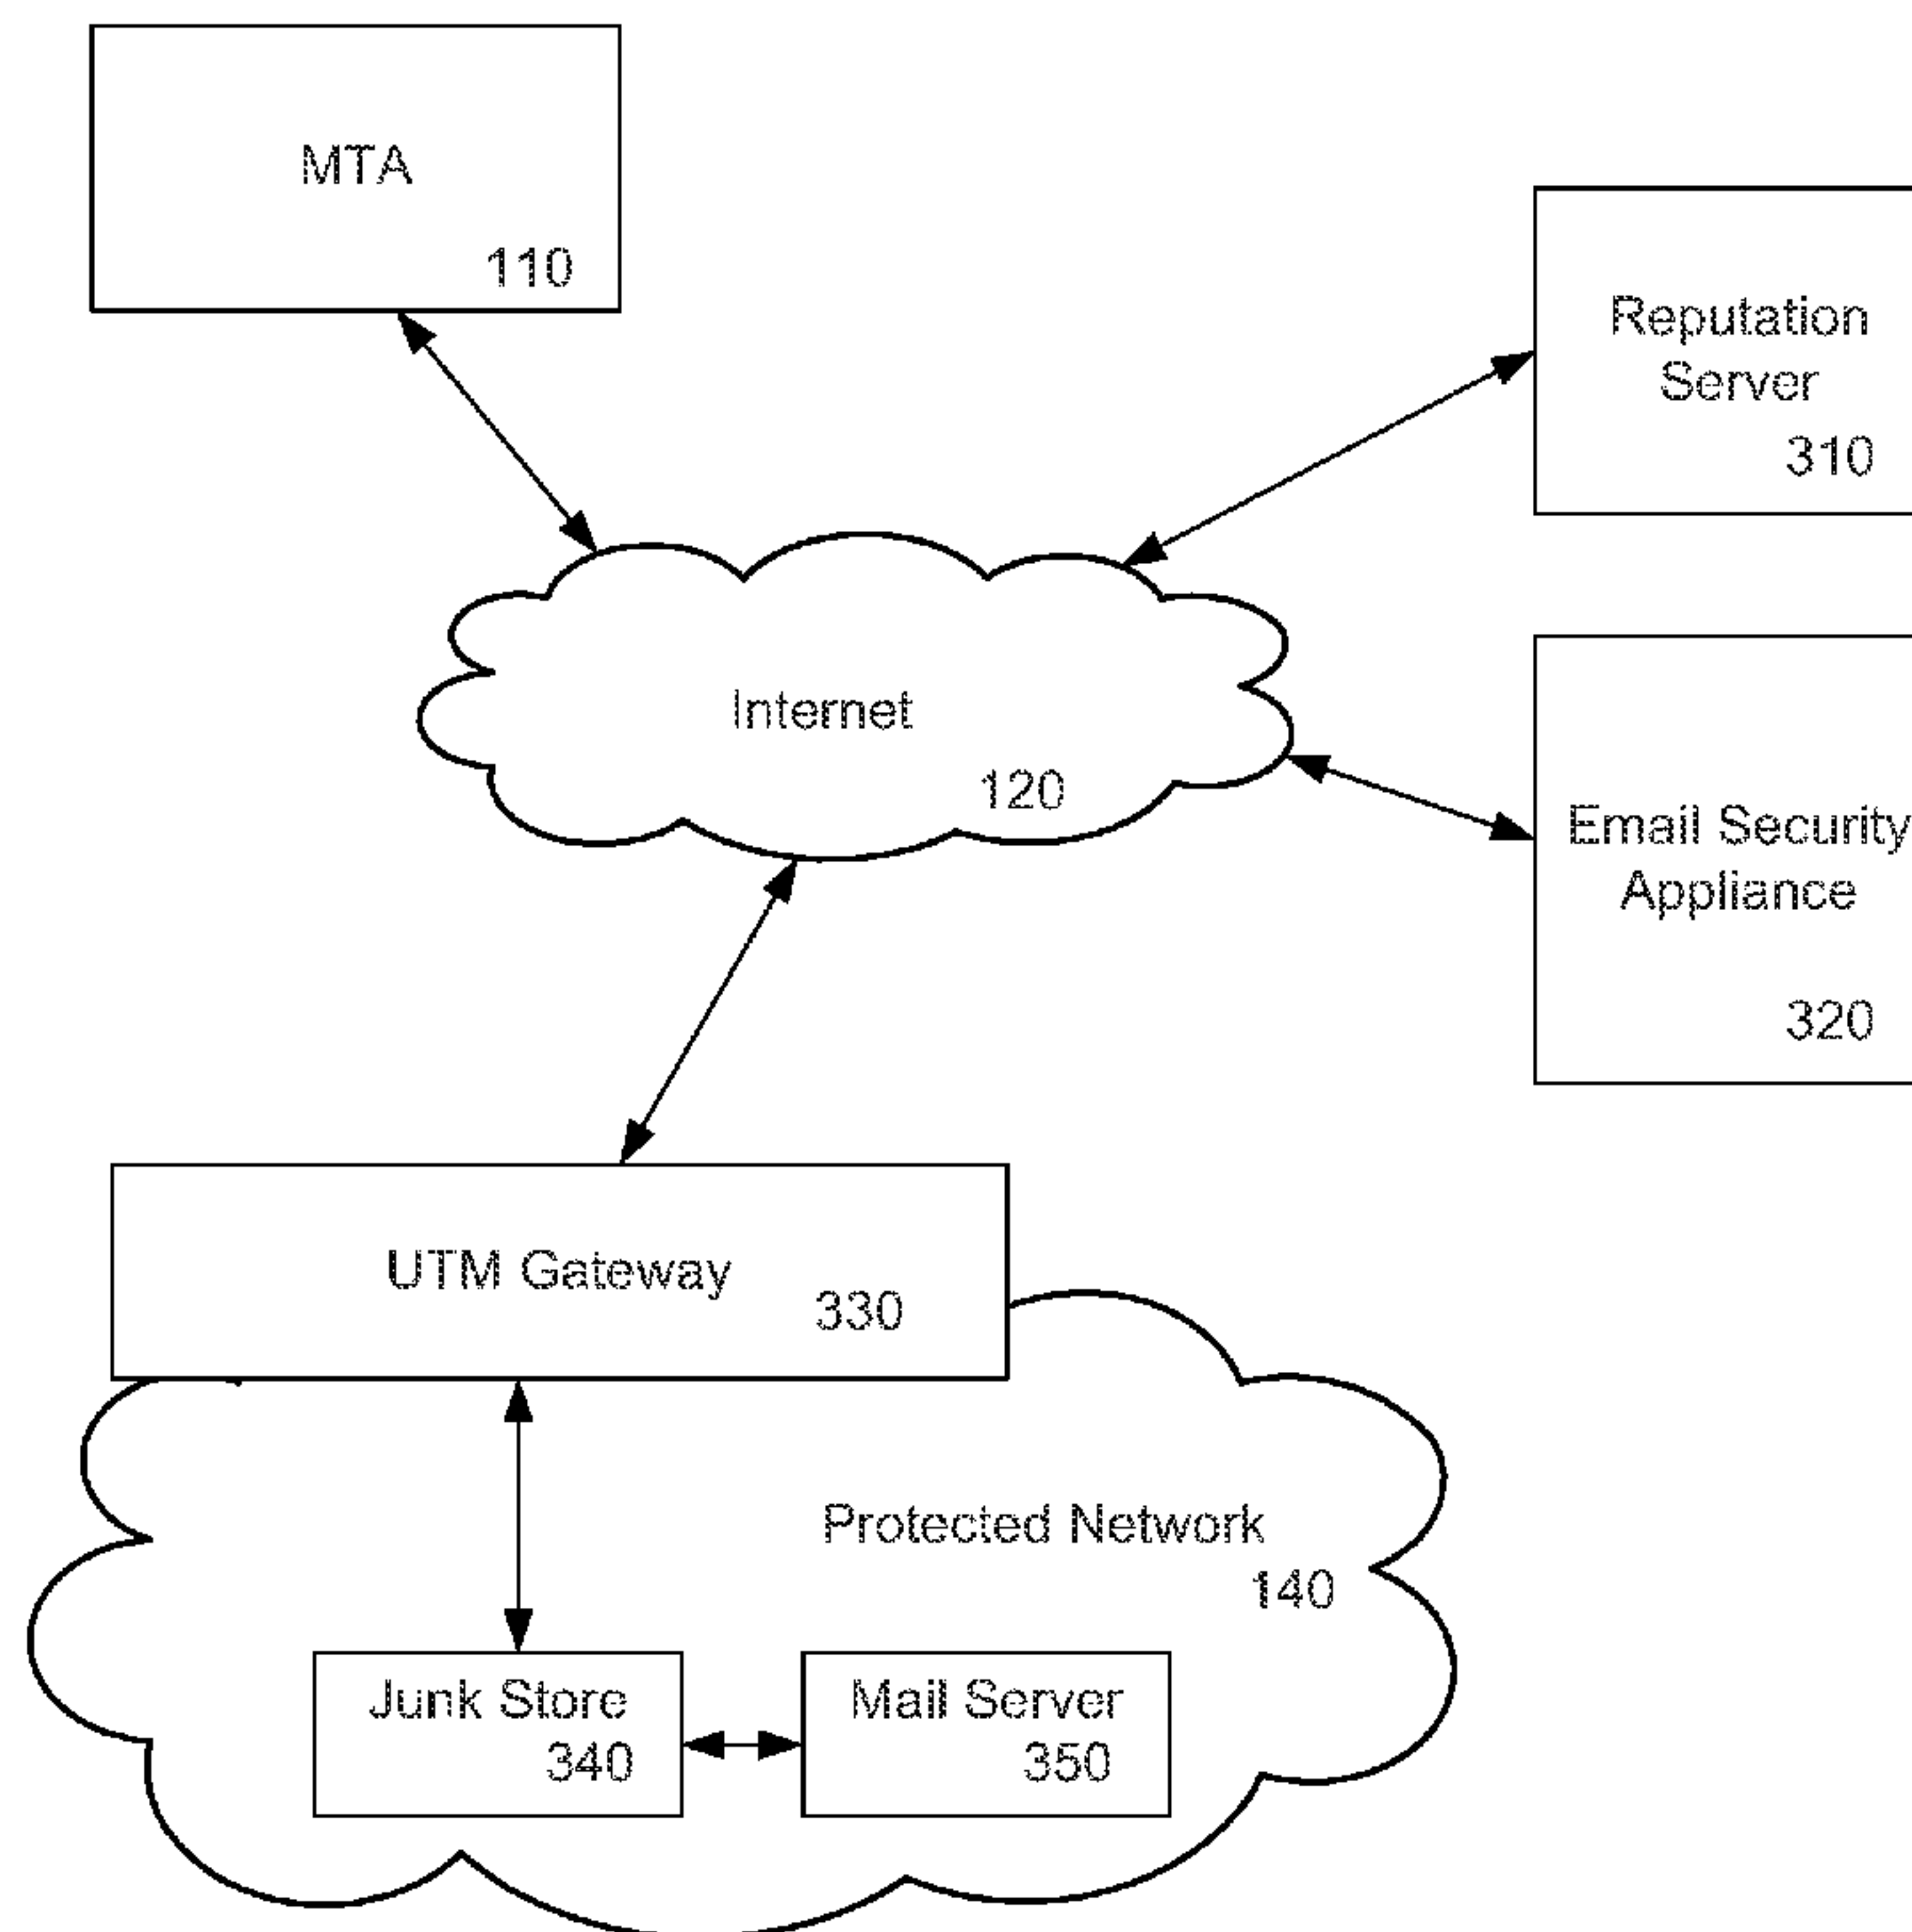 MTA
110
Reputation
Server
310
Internet
120
Email Security
Appliance
320
UTM Gateway
330
Protected Network
140
Junk Store
340
Mail Server
350